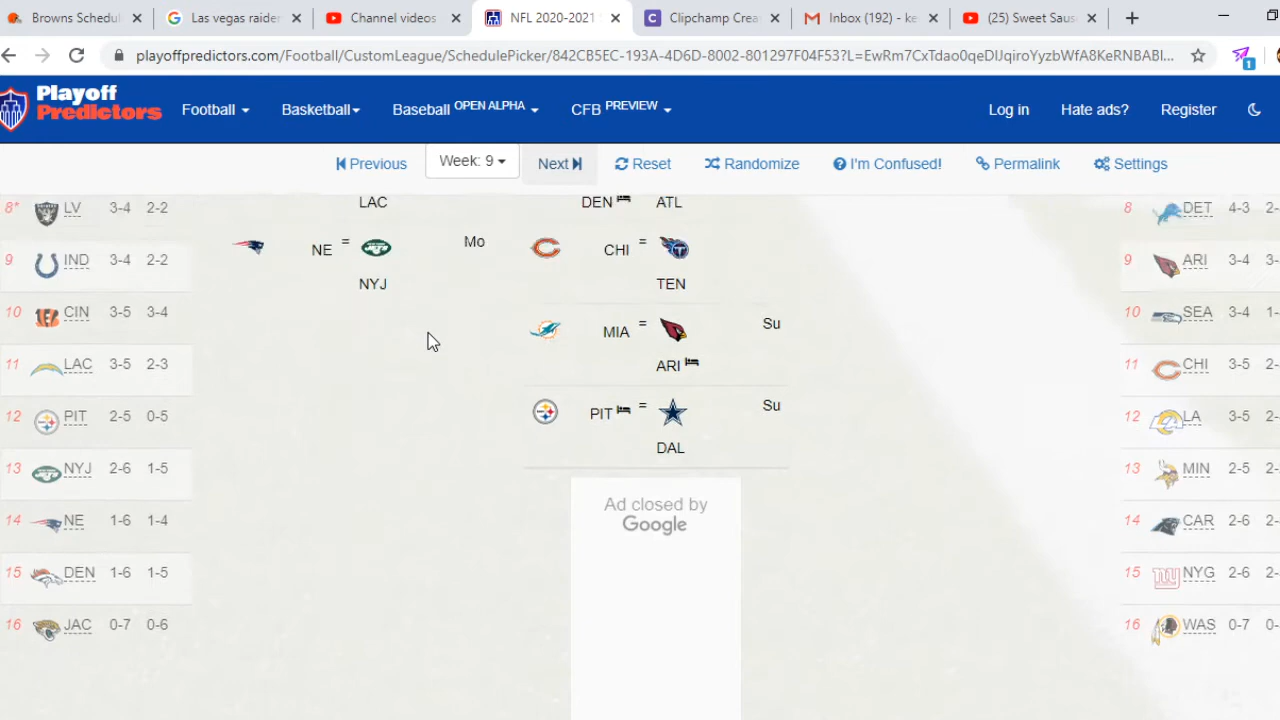 Browns Schedul
Las vegas raide
Channel videos
NFL 2020-2021
Clipchamp Crea
Inbox (192) - ke
(25) Sweet Saus
playoffpredictors.com/Football/CustomLeague/SchedulePicker/842CB5EC-193A-4D6D-8002-801297F04F53?L=EwRm7CxTdao0qeDlJqiroYyzbWfA8KeRNBABl...
1
Playoff
Predictors
Football
Basketball
Baseball OPEN ALPHA
CFB PREVIEW
Log in
Hate ads?
Register
Previous
Week: 9
Next
Reset
Randomize
I'm Confused!
Permalink
Settings
8* LV 3-4 2-2
9 IND 3-4 2-2
10 CIN 3-5 3-4
11 LAC 3-5 2-3
12 PIT 2-5 0-5
13 NYJ 2-6 1-5
14 NE 1-6 1-4
15 DEN 1-6 1-5
16 JAC 0-7 0-6
LAC
NE = Mo
NYJ
DEN ATL
CHI =
TEN
MIA = Su
ARI
PIT = Su
DAL
Ad closed by
Google
8 DET 4-3 2-
9 ARI 3-4 3-
10 SEA 3-4 1-
11 CHI 3-5 2-
12 LA 3-5 2-
13 MIN 2-5 2-
14 CAR 2-6 2-
15 NYG 2-6 2-
16 WAS 0-7 0-